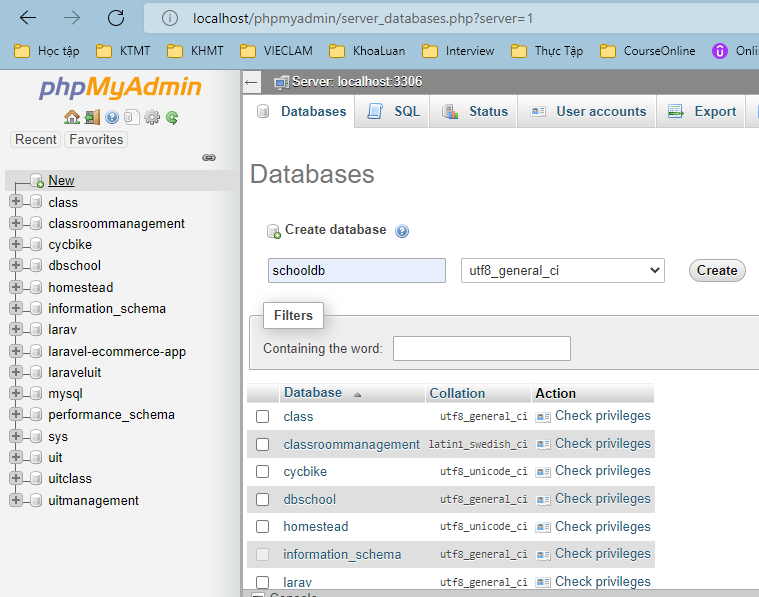 localhost/phpmyadmin/server_databases.php?server=1
Học tập KTMT KHMT VIECLAM KhoaLuan Interview Thực Tập CourseOnline Onli
phpMyAdmin
Recent Favorites
New
class
classroommanagement
cycbike
dbschool
homestead
information_schema
larav
laravel-ecommerce-app
laraveluit
mysql
performance_schema
sys
uit
uitclass
uitmanagement
Server: localhost:3306
Databases SQL Status User accounts Export
Databases
Create database
schooldb utf8_general_ci Create
Filters
Containing the word:
Database Collation Action
class utf8_general_ci Check privileges
classroommanagement latin1_swedish_ci Check privileges
cycbike utf8_unicode_ci Check privileges
dbschool utf8_general_ci Check privileges
homestead utf8_unicode_ci Check privileges
information_schema utf8_general_ci Check privileges
larav utf8_general_ci Check privileges
Console